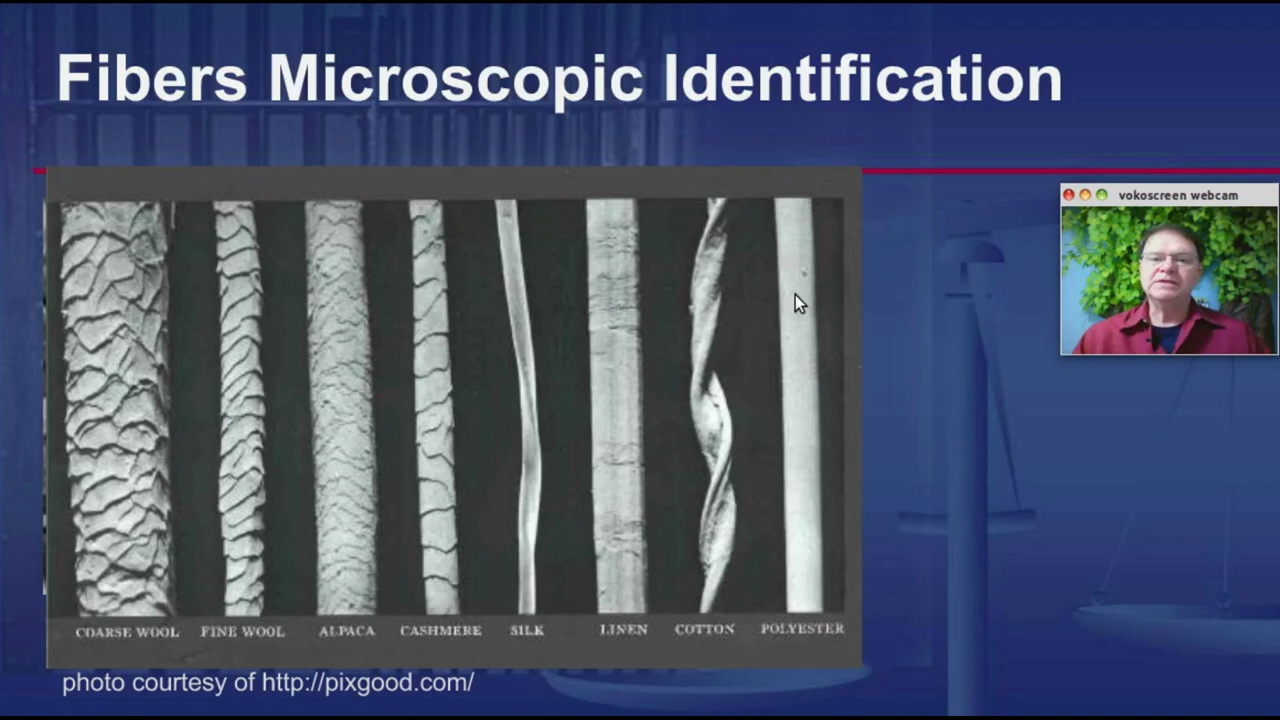 Fibers Microscopic Identification
vokoscreen webcam
COARSE WOOL FINE WOOL ALPACA CASHMERE SILK LINEN COTTON POLYESTER
photo courtesy of http://pixgood.com/